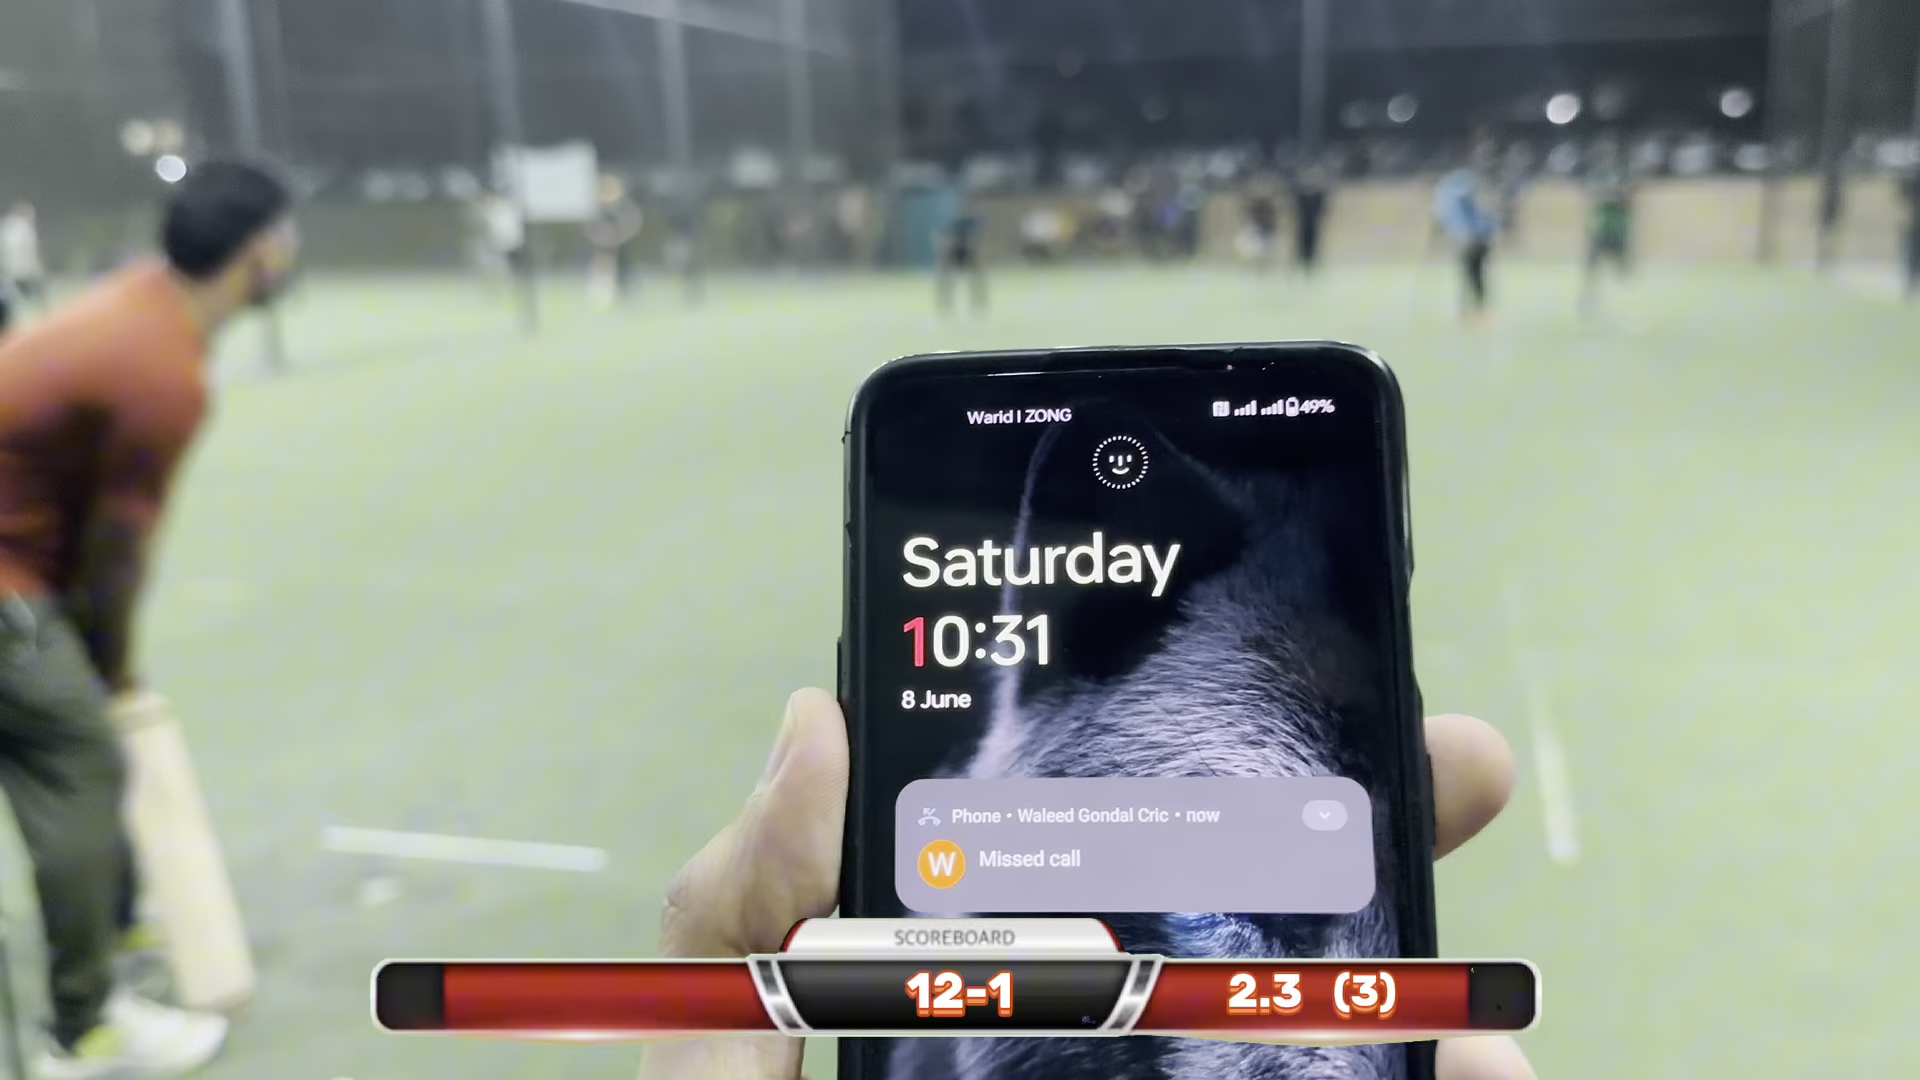 Warid | ZONG
49%
Saturday
10:31
8 June
Phone • Waleed Gondal Cric • now
W
Missed call
SCOREBOARD
12-1
2.3 (3)